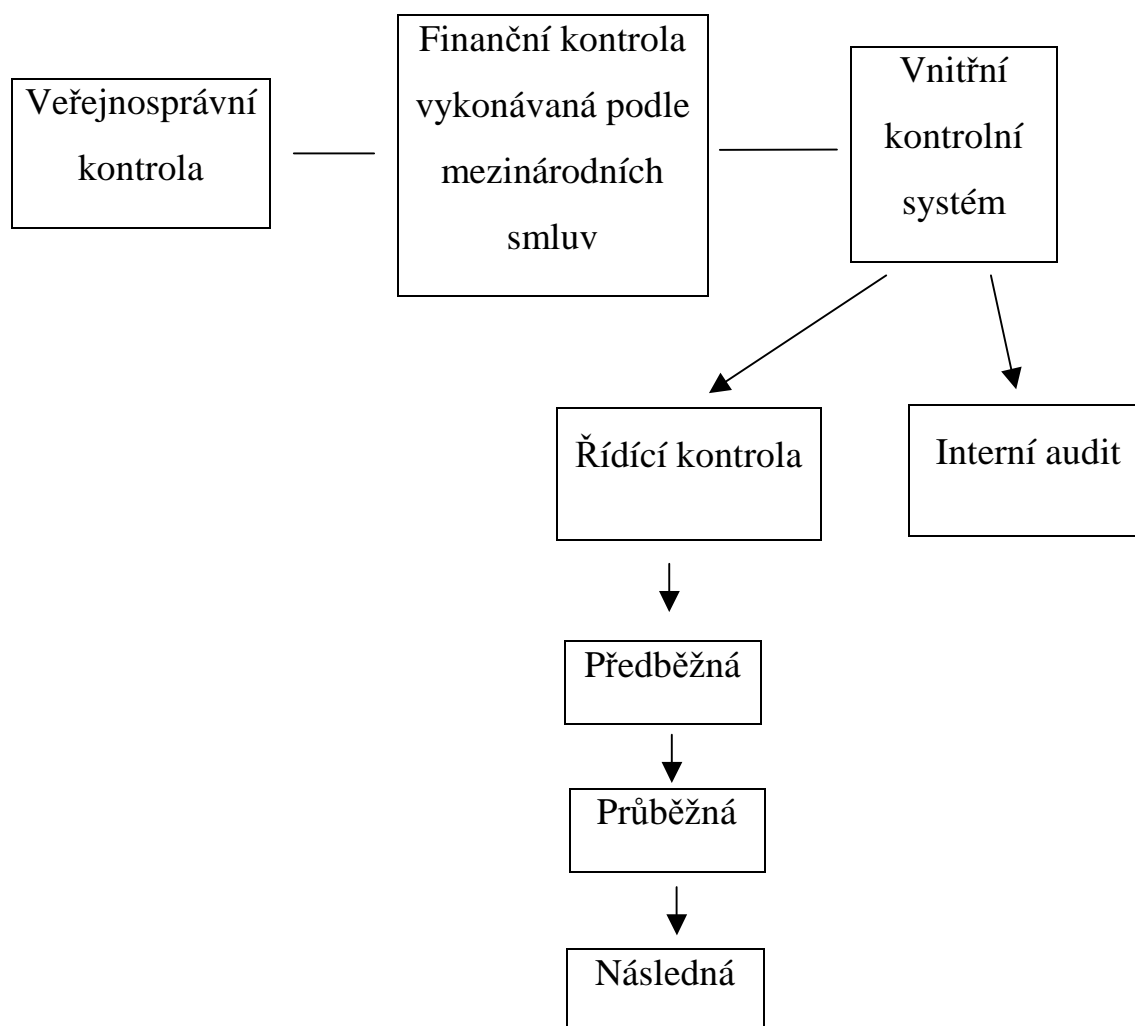 Veřejnosprávní
kontrola
Finanční kontrola
vykonávaná podle
mezinárodních
smluv
Vnitřní
kontrolní
systém
Řídící kontrola
Interní audit
Předběžná
Průběžná
Následná